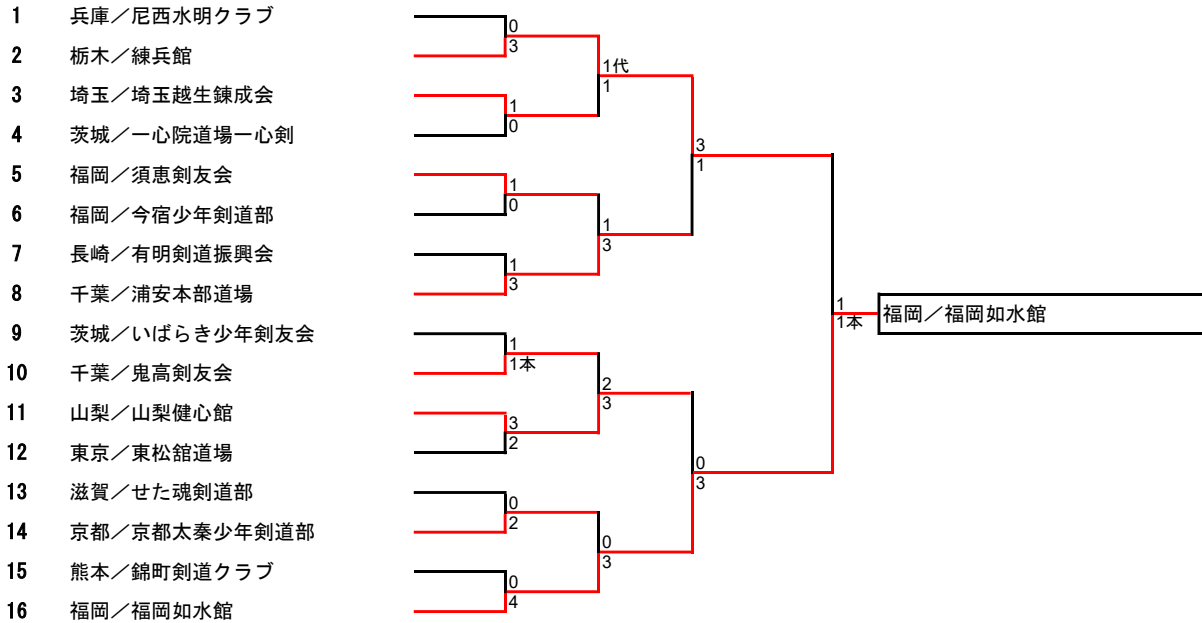 1 兵庫／尼西水明クラブ
0
2 栃木／練兵館
3
1代
1
3 埼玉／埼玉越生錬成会
1
4 茨城／一心院道場一心剣
0
3
1
5 福岡／須恵剣友会
1
6 福岡／今宿少年剣道部
0
1
3
7 長崎／有明剣道振興会
1
8 千葉／浦安本部道場
3
1
1本
福岡／福岡如水館
9 茨城／いばらき少年剣友会
1
10 千葉／鬼高剣友会
1本
2
3
11 山梨／山梨健心館
3
12 東京／東松舘道場
2
0
3
13 滋賀／せた魂剣道部
0
14 京都／京都太秦少年剣道部
2
0
3
15 熊本／錦町剣道クラブ
0
16 福岡／福岡如水館
4